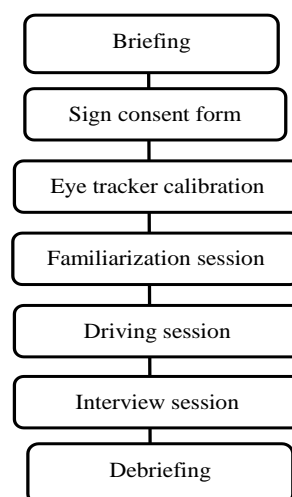 Briefing
Sign consent form
Eye tracker calibration
Familiarization session
Driving session
Interview session
Debriefing